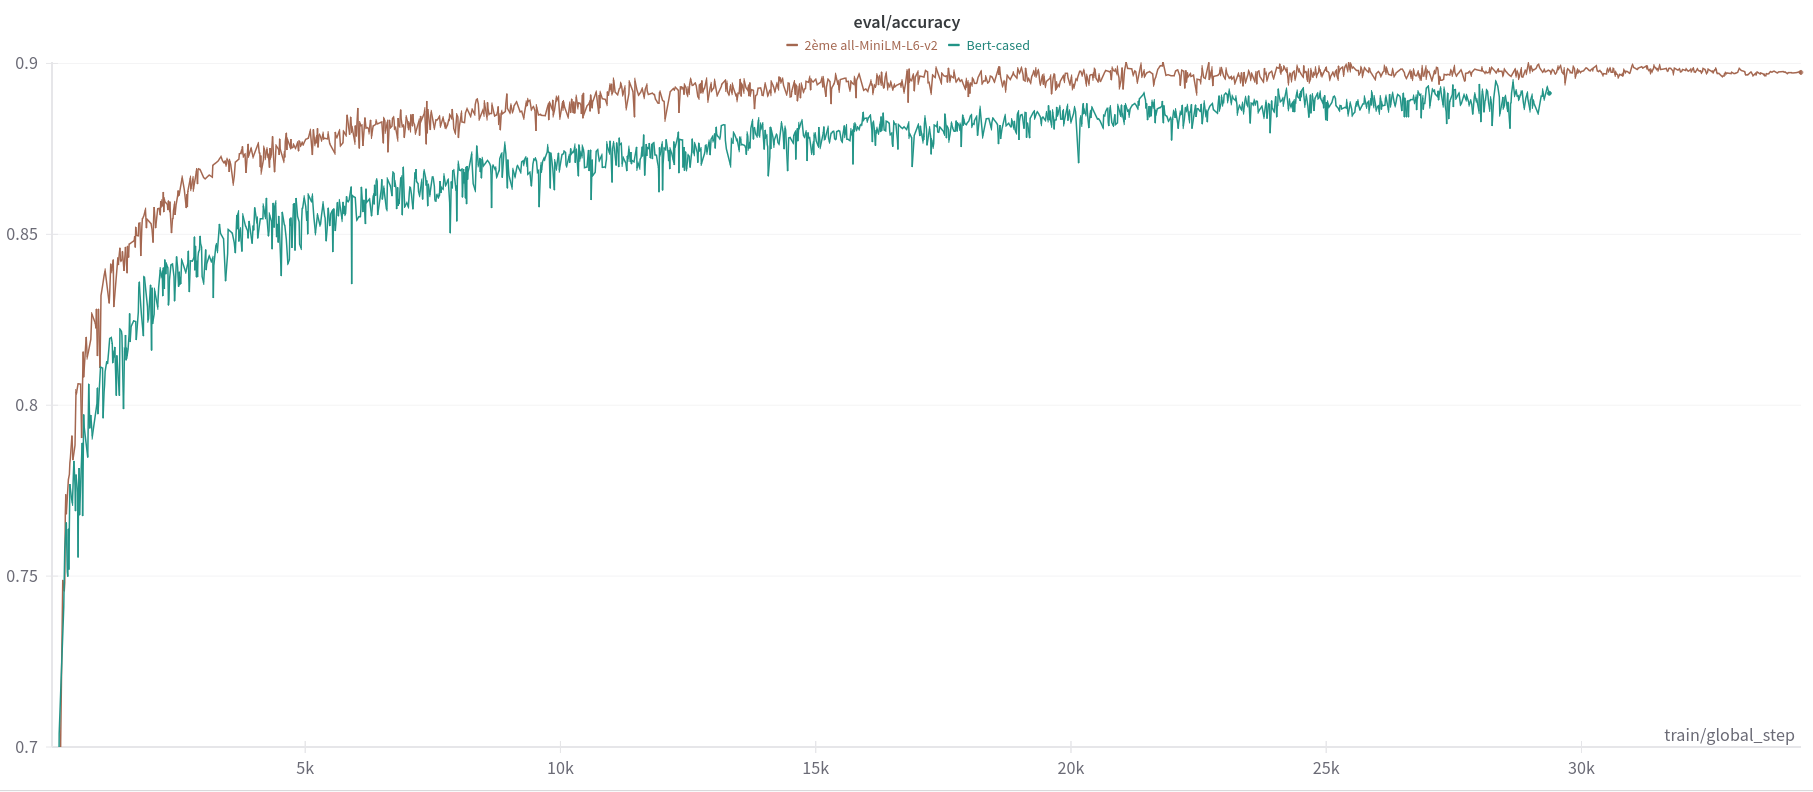 eval/accuracy
2ème all-MiniLM-L6-v2 Bert-cased
0.9
0.85
0.8
0.75
0.7
train/global_step
5k 10k 15k 20k 25k 30k